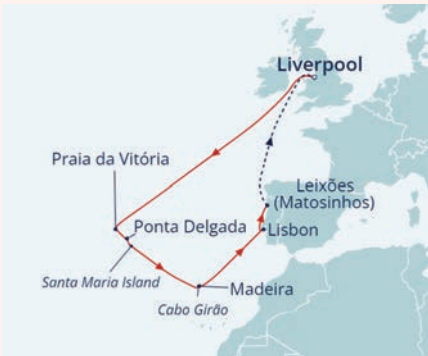 Liverpool
Praia da Vitória
Ponta Delgada
Leixões
(Matosinhos)
Lisbon
Santa Maria Island
Madeira
Cabo Girão